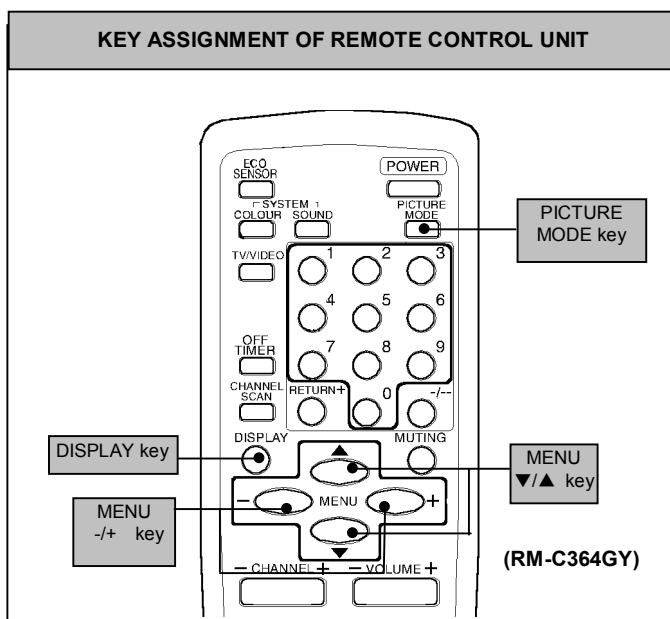 KEY ASSIGNMENT OF REMOTE CONTROL UNIT
ECO
SENSOR
POWER
SYSTEM
COLOUR SOUND
PICTURE
MODE
PICTURE
MODE key
TV/VIDEO
1 2 3
4 5 6
OFF
TIMER
7 8 9
CHANNEL
SCAN
RETURN+ 0 -/--
DISPLAY MUTING
DISPLAY key
▲
MENU
▼/▲ key
MENU
-/+ key
− MENU +
▼
(RM-C364GY)
− CHANNEL + − VOLUME +